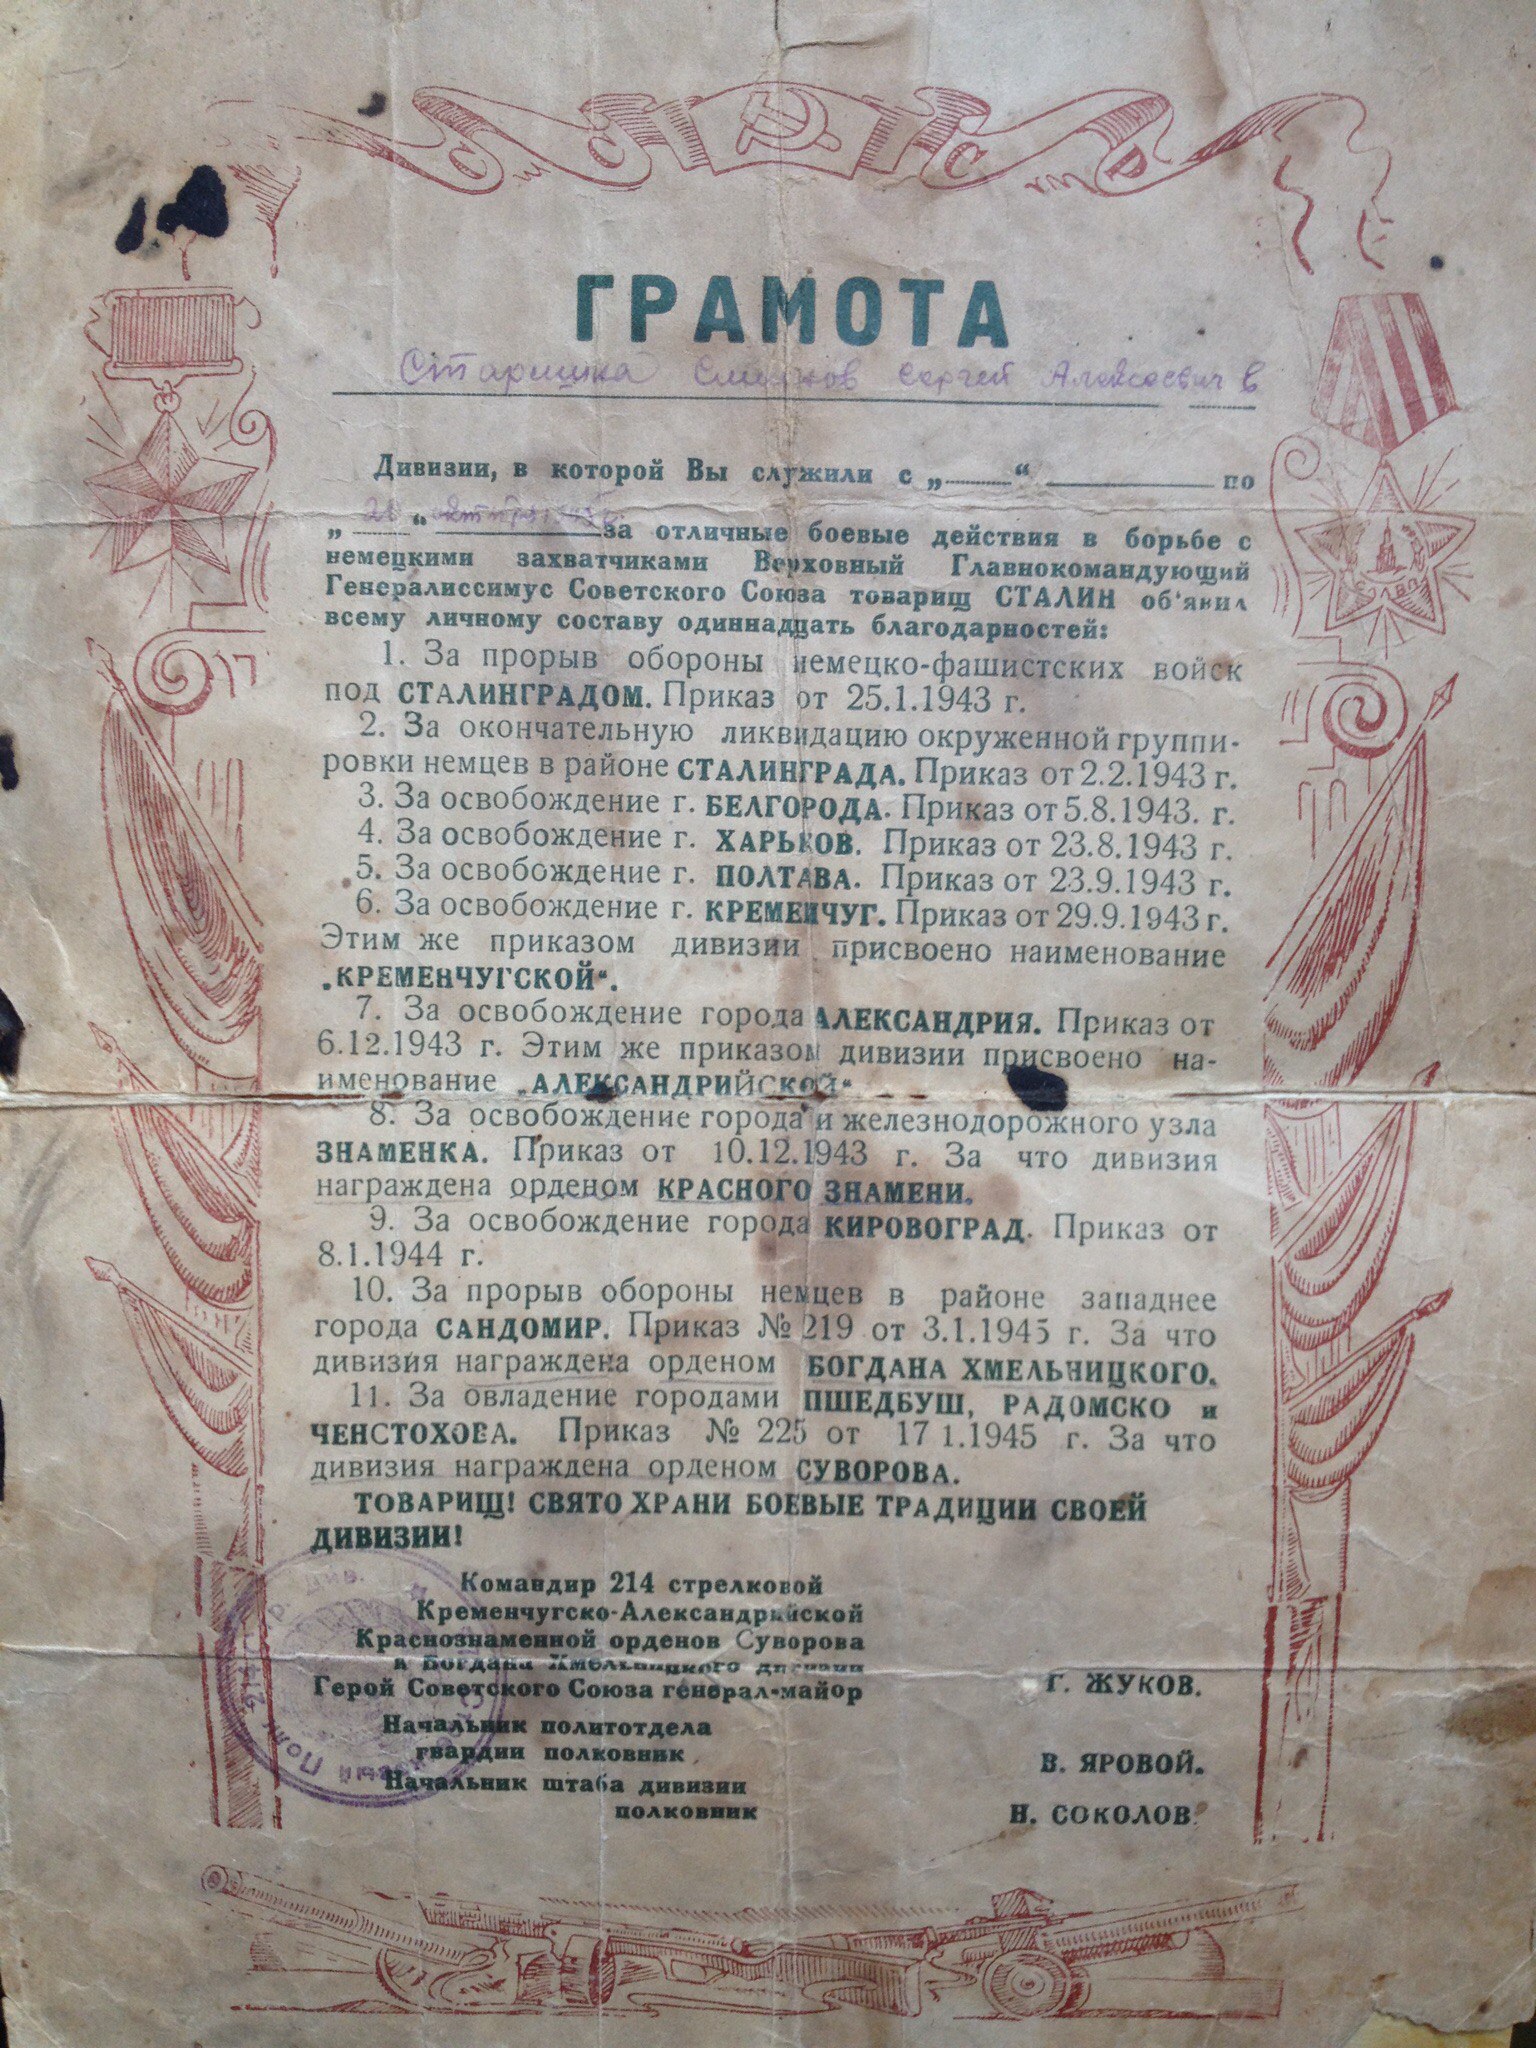 СССР
ГРАМОТА
Старшина Смирнов Сергей Алексеевич
Дивизии, в которой Вы служили с „ “ по
„ “ за отличные боевые действия в борьбе с
немецкими захватчиками Верховный Главнокомандующий
Генералиссимус Советского Союза товарищ СТАЛИН об'явил
всему личному составу одиннадцать благодарностей:
1. За прорыв обороны немецко-фашистских войск
под СТАЛИНГРАДОМ. Приказ от 25.1.1943 г.
2. За окончательную ликвидацию окруженной группи-
ровки немцев в районе СТАЛИНГРАДА. Приказ от 2.2.1943 г.
3. За освобождение г. БЕЛГОРОДА. Приказ от 5.8.1943. г.
4. За освобождение г. ХАРЬКОВ. Приказ от 23.8.1943 г.
5. За освобождение г. ПОЛТАВА. Приказ от 23.9.1943 г.
6. За освобождение г. КРЕМЕНЧУГ. Приказ от 29.9.1943 г.
Этим же приказом дивизии присвоено наименование
„КРЕМЕНЧУГСКОЙ“.
7. За освобождение города АЛЕКСАНДРИЯ. Приказ от
6.12.1943 г. Этим же приказом дивизии присвоено на-
именование „АЛЕКСАНДРИЙСКОЙ“
8. За освобождение города и железнодорожного узла
ЗНАМЕНКА. Приказ от 10.12.1943 г. За что дивизия
награждена орденом КРАСНОГО ЗНАМЕНИ.
9. За освобождение города КИРОВОГРАД. Приказ от
8.1.1944 г.
10. За прорыв обороны немцев в районе западнее
города САНДОМИР. Приказ № 219 от 3.1.1945 г. За что
дивизия награждена орденом БОГДАНА ХМЕЛЬНИЦКОГО.
11. За овладение городами ПШЕДБУШ, РАДОМСКО и
ЧЕНСТОХОВА. Приказ № 225 от 17 1.1945 г. За что
дивизия награждена орденом СУВОРОВА.
ТОВАРИЩ! СВЯТО ХРАНИ БОЕВЫЕ ТРАДИЦИИ СВОЕЙ
ДИВИЗИИ!
Командир 214 стрелковой
Кременчугско-Александрийской
Краснознаменной орденов Суворова
и Богдана Хмельницкого дивизии
Герой Советского Союза генерал-майор Г. ЖУКОВ.
Начальник политотдела
гвардии полковник В. ЯРОВОЙ.
Начальник штаба дивизии
полковник Н. СОКОЛОВ.